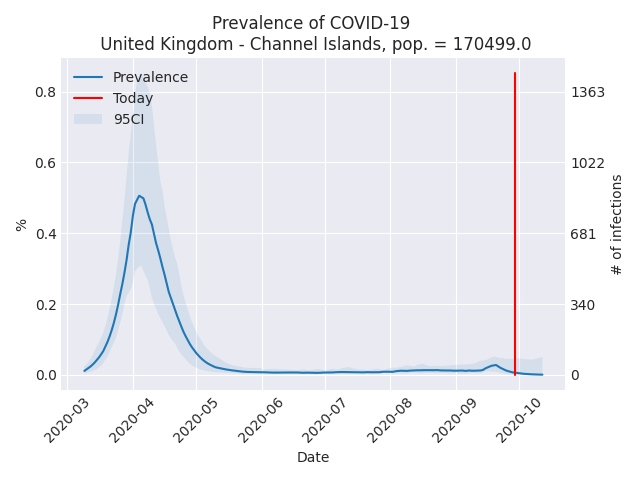 Prevalence of COVID-19
United Kingdom - Channel Islands, pop. = 170499.0
Prevalence
Today
95CI
0.8
0.6
0.4
0.2
0.0
%
1363
1022
681
340
0
# of infections
2020-03
2020-04
2020-05
2020-06
2020-07
2020-08
2020-09
2020-10
Date